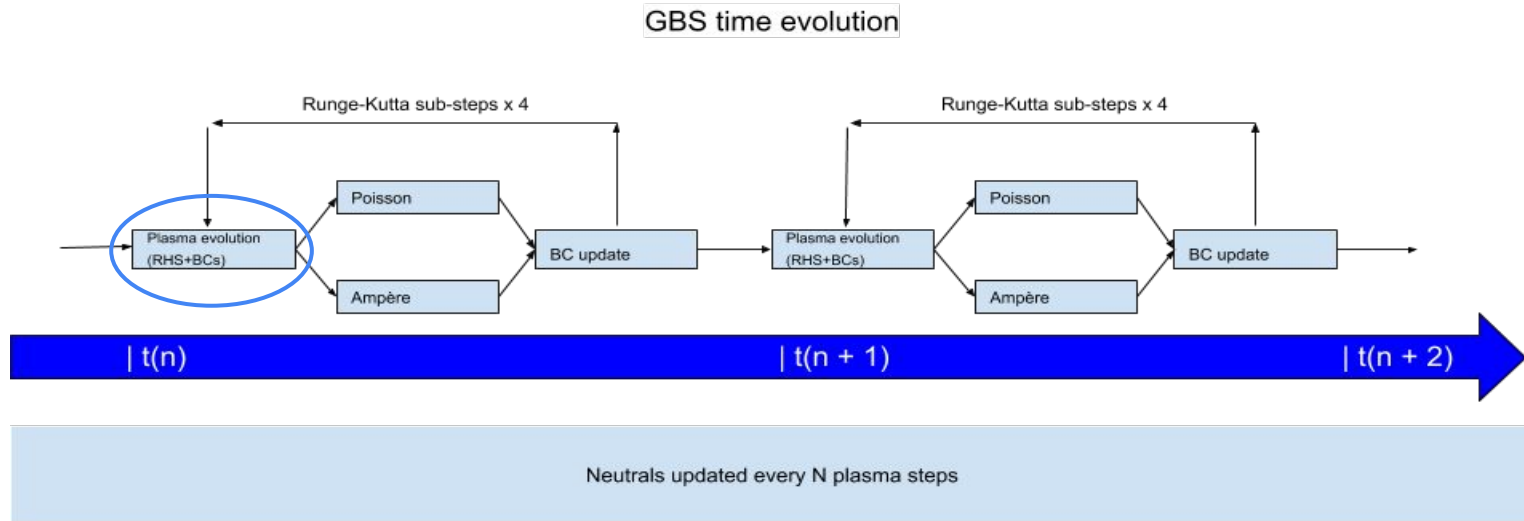 GBS time evolution
Runge-Kutta sub-steps x 4
Runge-Kutta sub-steps x 4
Poisson
Poisson
Plasma evolution
(RHS+BCs)
BC update
Plasma evolution
(RHS+BCs)
BC update
Ampère
Ampère
| t(n)
| t(n + 1)
| t(n + 2)
Neutrals updated every N plasma steps